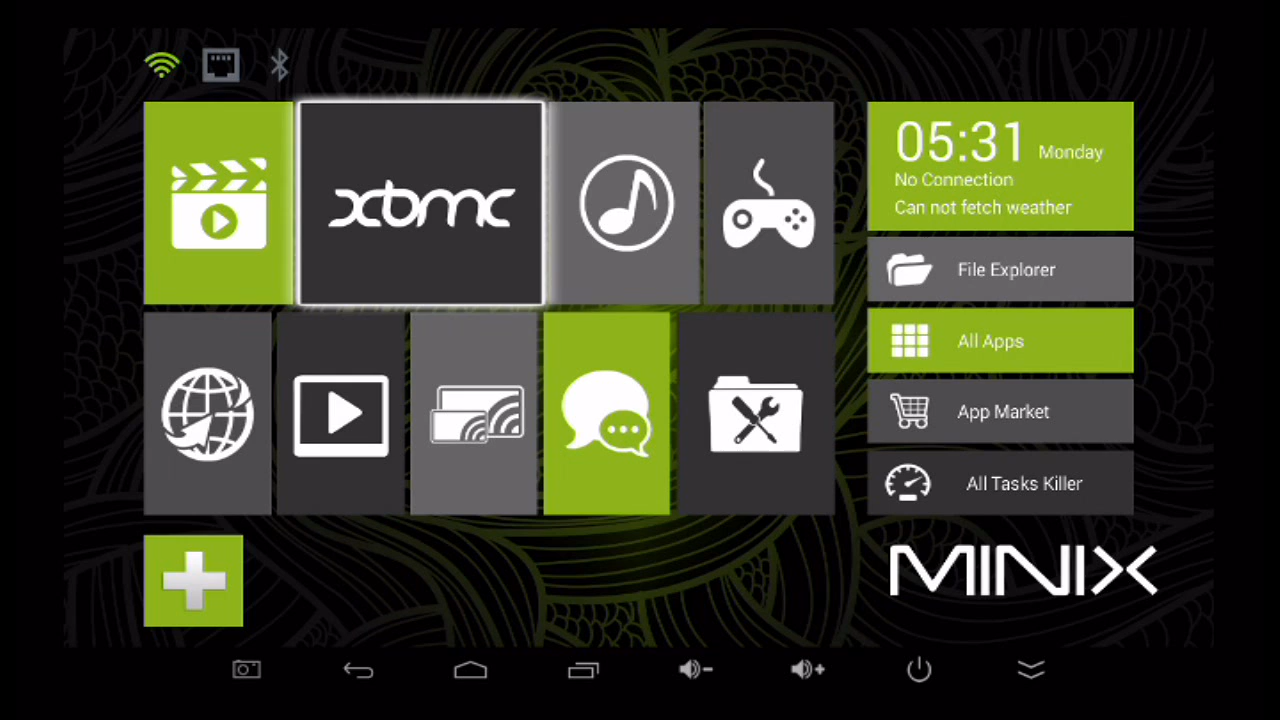 xbmc
05:31 Monday
No Connection
Can not fetch weather
File Explorer
All Apps
App Market
All Tasks Killer
MINIX